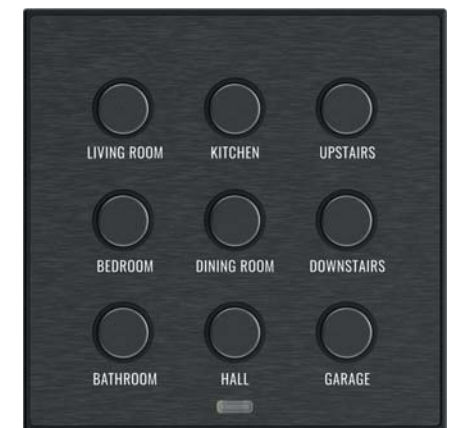 LIVING ROOM KITCHEN UPSTAIRS
BEDROOM DINING ROOM DOWNSTAIRS
BATHROOM HALL GARAGE